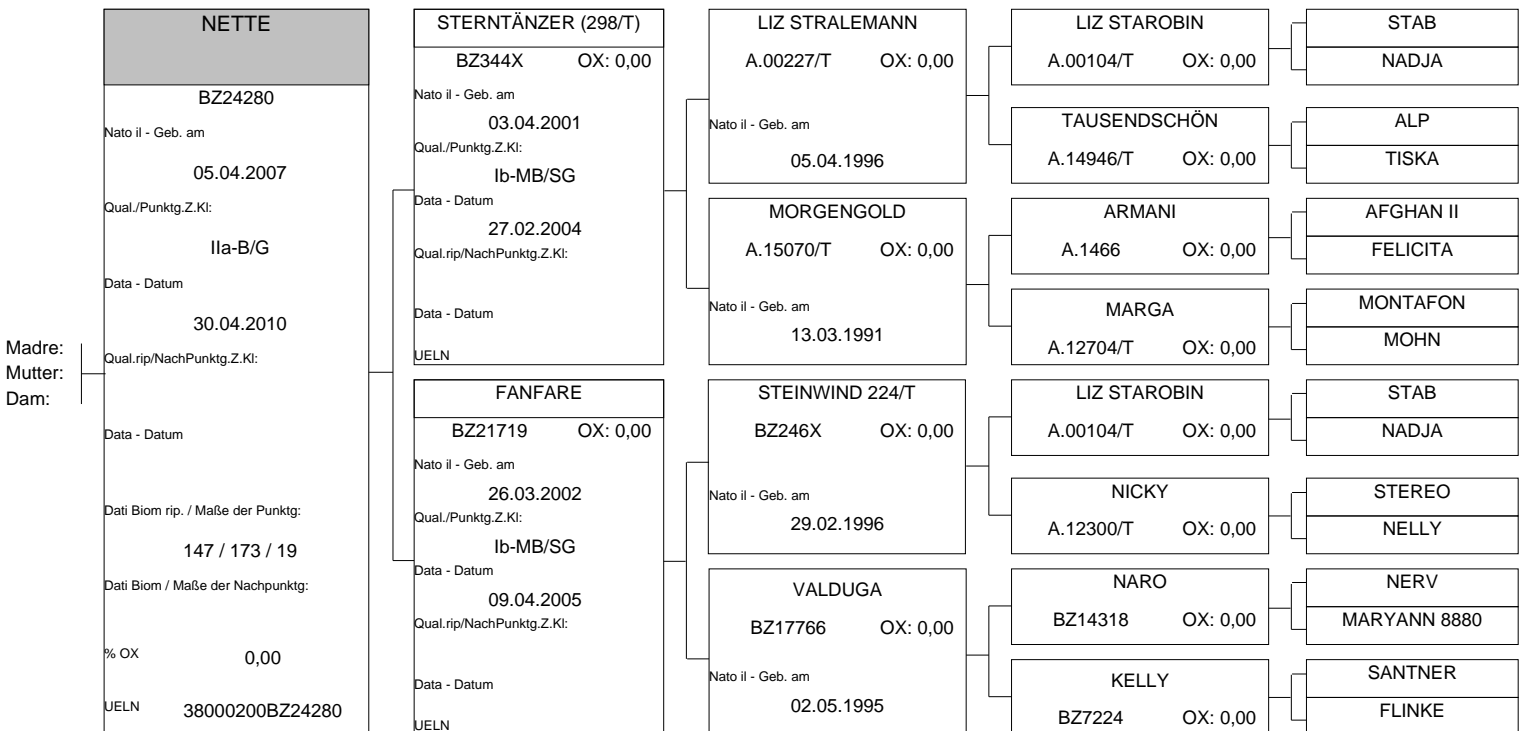 Madre:
Mutter:
Dam:
NETTE
BZ24280
Nato il - Geb. am
05.04.2007
Qual./Punktg.Z.Kl:
IIa-B/G
Data - Datum
30.04.2010
Qual.rip/NachPunktg.Z.Kl:
Data - Datum
Dati Biom rip. / Maße der Punktg:
147 / 173 / 19
Dati Biom / Maße der Nachpunktg:
% OX 0,00
UELN 38000200BZ24280
STERNTÄNZER (298/T)
BZ344X OX: 0,00
Nato il - Geb. am
03.04.2001
Qual./Punktg.Z.Kl:
Ib-MB/SG
Data - Datum
27.02.2004
Qual.rip/NachPunktg.Z.Kl:
Data - Datum
UELN
FANFARE
BZ21719 OX: 0,00
Nato il - Geb. am
26.03.2002
Qual./Punktg.Z.Kl:
Ib-MB/SG
Data - Datum
09.04.2005
Qual.rip/NachPunktg.Z.Kl:
Data - Datum
UELN
LIZ STRALEMANN
A.00227/T OX: 0,00
Nato il - Geb. am
05.04.1996
MORGENGOLD
A.15070/T OX: 0,00
Nato il - Geb. am
13.03.1991
STEINWIND 224/T
BZ246X OX: 0,00
Nato il - Geb. am
29.02.1996
VALDUGA
BZ17766 OX: 0,00
Nato il - Geb. am
02.05.1995
LIZ STAROBIN
A.00104/T OX: 0,00
TAUSENDSCHÖN
A.14946/T OX: 0,00
ARMANI
A.1466 OX: 0,00
MARGA
A.12704/T OX: 0,00
LIZ STAROBIN
A.00104/T OX: 0,00
NICKY
A.12300/T OX: 0,00
NARO
BZ14318 OX: 0,00
KELLY
BZ7224 OX: 0,00
STAB
NADJA
ALP
TISKA
AFGHAN II
FELICITA
MONTAFON
MOHN
STAB
NADJA
STEREO
NELLY
NERV
MARYANN 8880
SANTNER
FLINKE